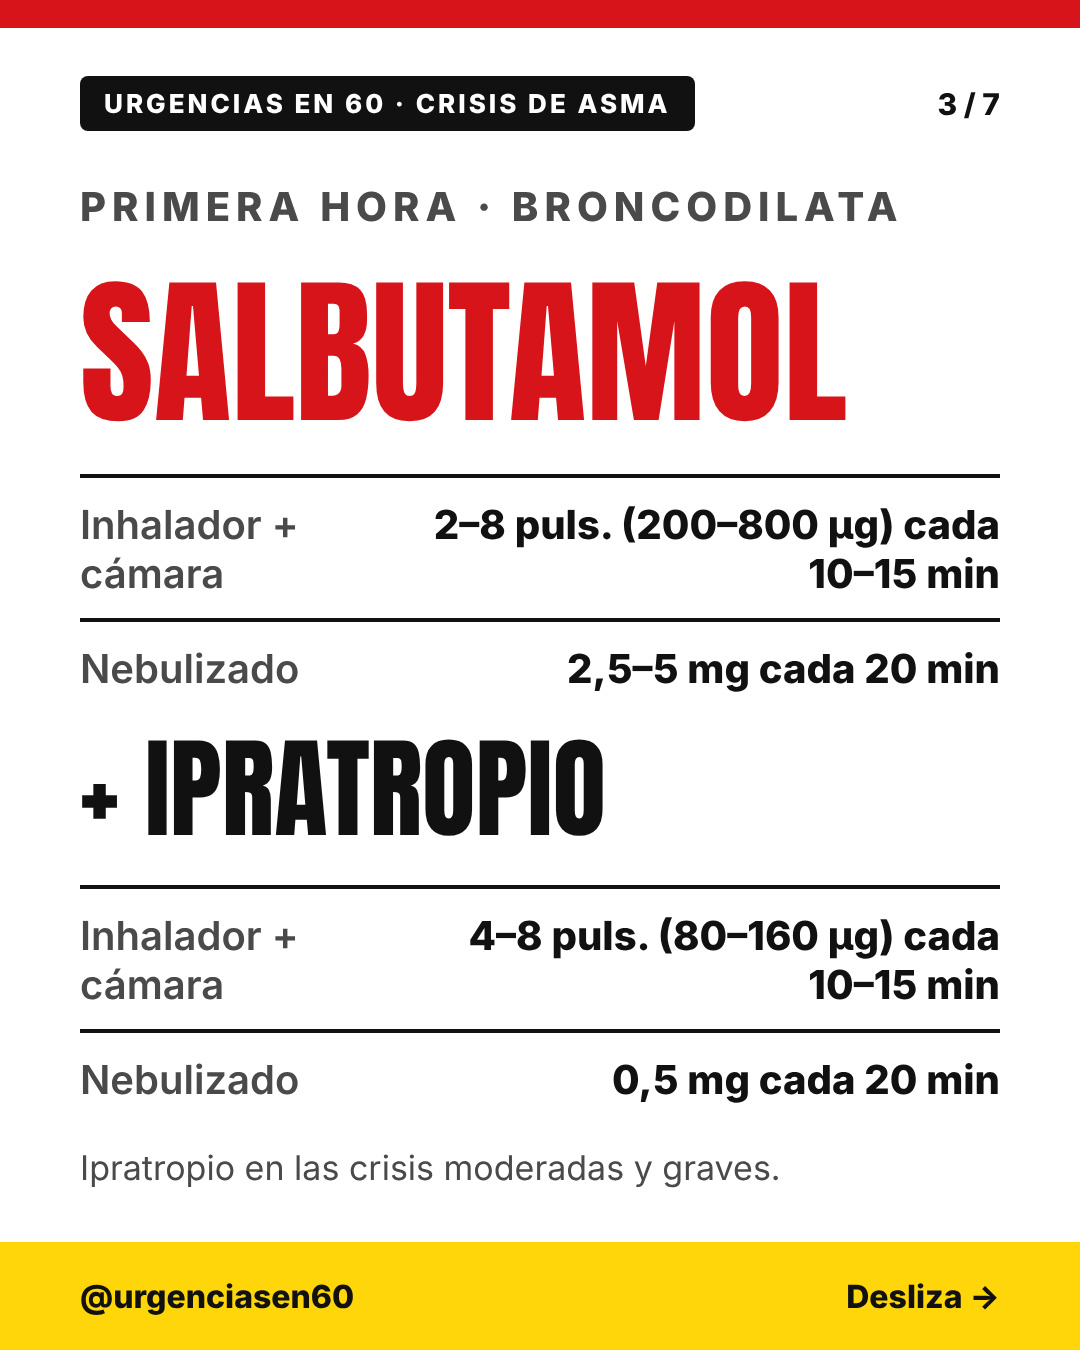 URGENCIAS EN 60 · CRISIS DE ASMA
3 / 7
PRIMERA HORA · BRONCODILATA
SALBUTAMOL
Inhalador +
cámara
2–8 puls. (200–800 µg) cada
10–15 min
Nebulizado
2,5–5 mg cada 20 min
+ IPRATROPIO
Inhalador +
cámara
4–8 puls. (80–160 µg) cada
10–15 min
Nebulizado
0,5 mg cada 20 min
Ipratropio en las crisis moderadas y graves.
@urgenciasen60
Desliza →